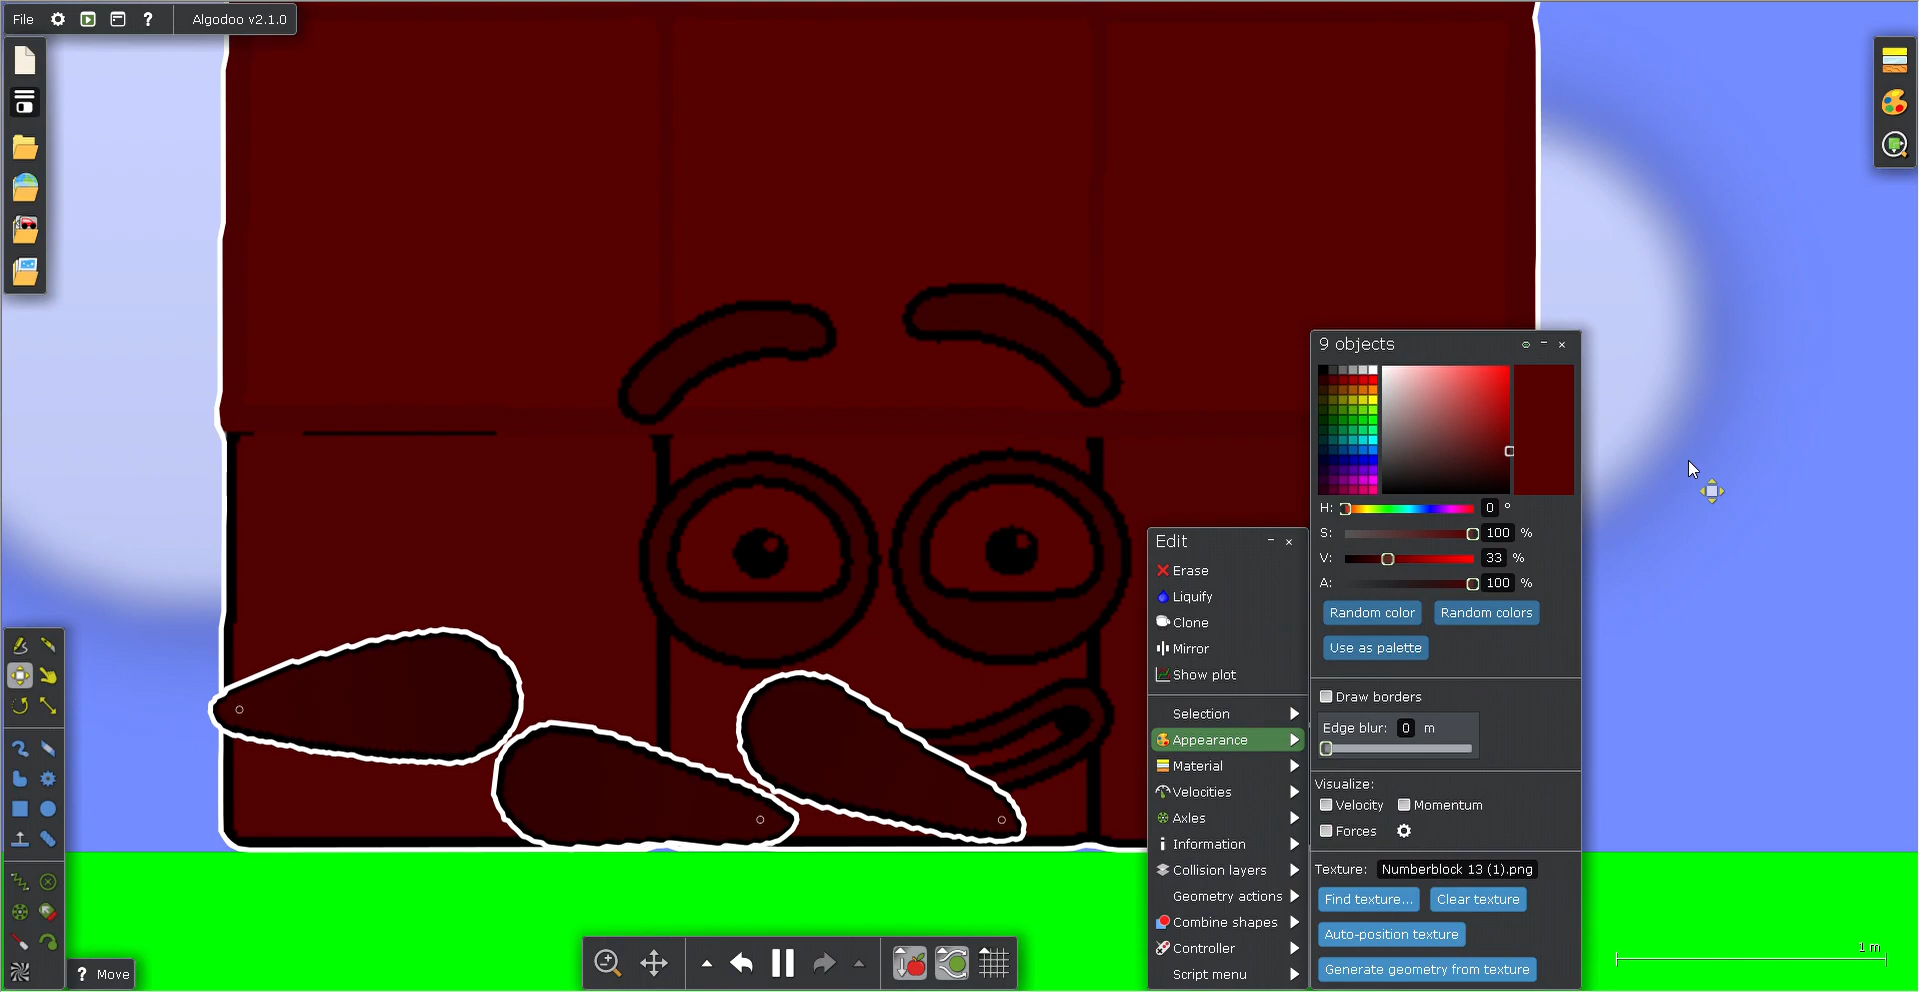 File ? Algodoo v2.1.0
9 objects
H: 0 °
S: 100 %
V: 33 %
A: 100 %
Random color Random colors
Use as palette
Draw borders
Edge blur: 0 m
Visualize:
Velocity Momentum
Forces
Texture: Numberblock 13 (1).png
Find texture... Clear texture
Auto-position texture
Generate geometry from texture
Edit
Erase
Liquify
Clone
Mirror
Show plot
Selection
Appearance
Material
Velocities
Axles
Information
Collision layers
Geometry actions
Combine shapes
Controller
Script menu
? Move
1 m